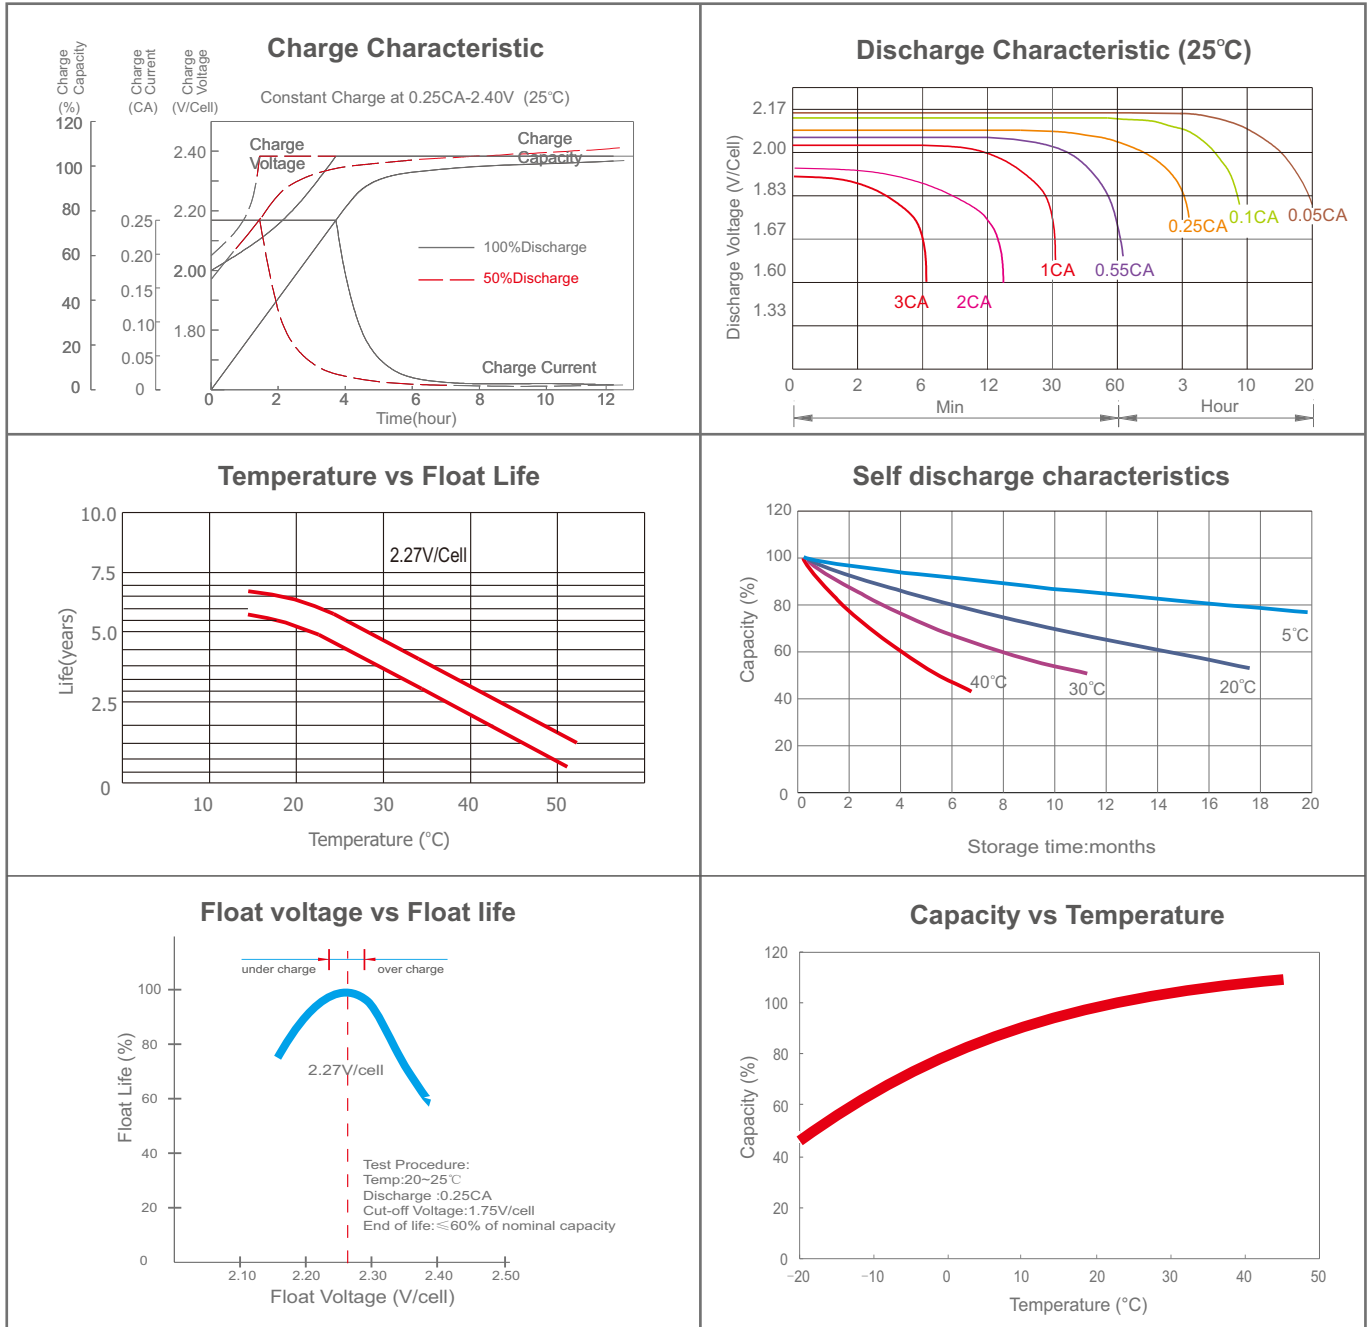 Charge Characteristic
Charge
Capacity
Charge
Current
Charge
Voltage
(%)
(CA)
(V/Cell)
Constant Charge at 0.25CA-2.40V (25°C)
120
100
80
60
40
20
0
0.25
0.20
0.15
0.10
0.05
0
2.40
2.20
2.00
1.80
Charge
Voltage
Charge
Capacity
100%Discharge
50%Discharge
Charge Current
0 2 4 6 8 10 12
Time(hour)
Discharge Characteristic (25°C)
Discharge Voltage (V/Cell)
2.17
2.00
1.83
1.67
1.60
1.33
3CA
2CA
1CA
0.55CA
0.25CA
0.1CA
0.05CA
0 2 6 12 30 60 3 10 20
Min
Hour
Temperature vs Float Life
Life(years)
10.0
7.5
5.0
2.5
0
2.27V/Cell
10 20 30 40 50
Temperature (°C)
Self discharge characteristics
Capacity (%)
120
100
80
60
40
20
0
5°C
40°C
30°C
20°C
0 2 4 6 8 10 12 14 16 18 20
Storage time:months
Float voltage vs Float life
under charge
over charge
Float Life (%)
100
80
60
40
20
0
2.27V/cell
Test Procedure:
Temp:20~25℃
Discharge :0.25CA
Cut-off Voltage:1.75V/cell
End of life:≤60% of nominal capacity
2.10 2.20 2.30 2.40 2.50
Float Voltage (V/cell)
Capacity vs Temperature
Capacity (%)
120
100
80
60
40
20
0
−20 −10 0 10 20 30 40 50
Temperature (°C)